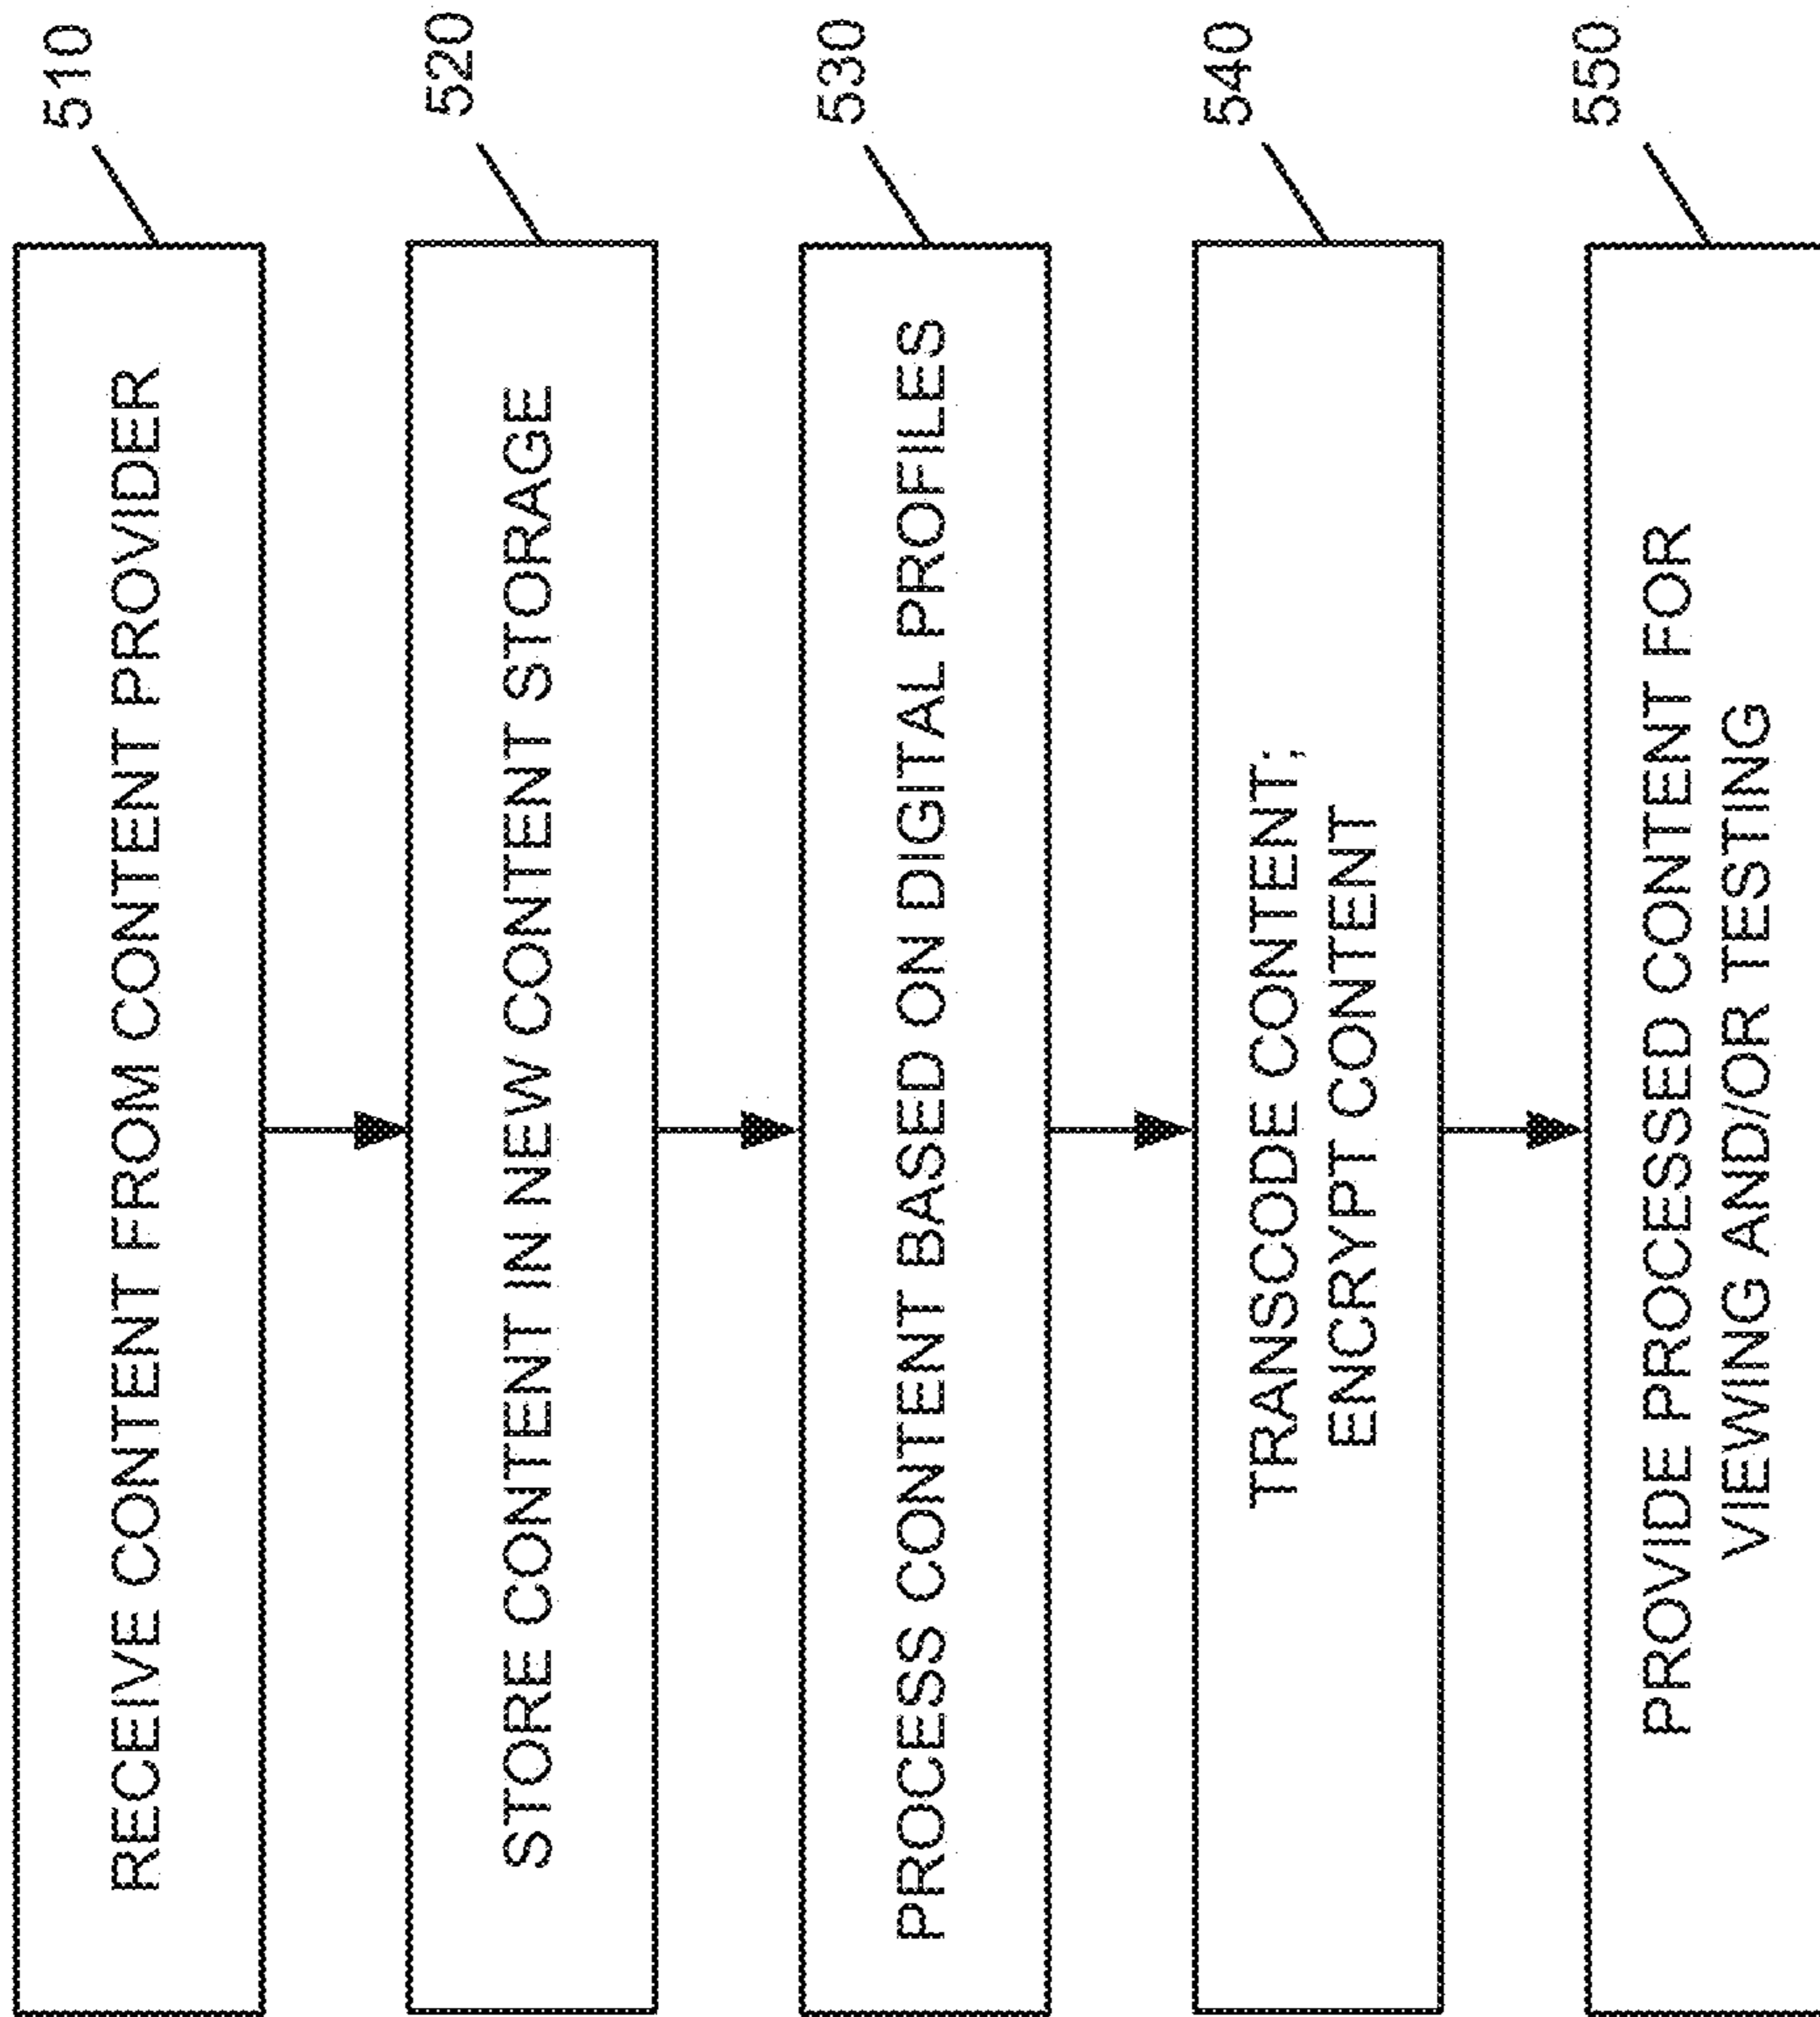 RECEIVE CONTENT FROM CONTENT PROVIDER
510
STORE CONTENT IN NEW CONTENT STORAGE
520
PROCESS CONTENT BASED ON DIGITAL PROFILES
530
TRANSCODE CONTENT;
ENCRYPT CONTENT
540
PROVIDE PROCESSED CONTENT FOR
VIEWING AND/OR TESTING
550